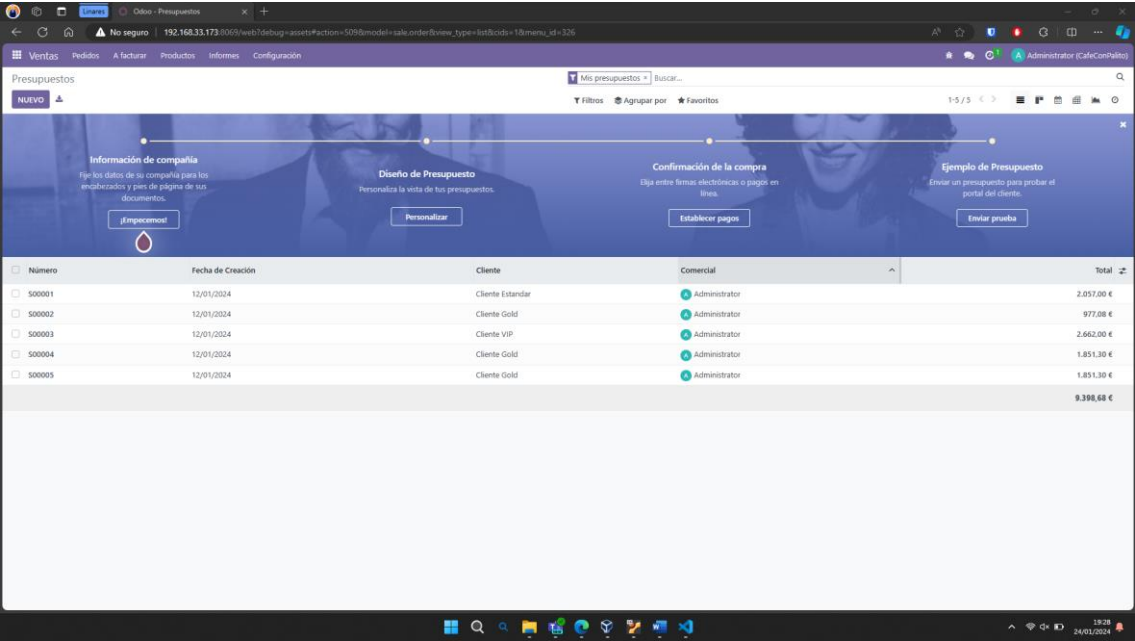 Linares Odoo - Presupuestos
No seguro 192.168.33.173:8069/web?debug=assets#action=509&model=sale.order&view_type=list&cids=1&menu_id=326
Ventas Pedidos A facturar Productos Informes Configuración 1 A Administrator (CafeConPalito)
Presupuestos Mis presupuestos × Buscar...
NUEVO Filtros Agrupar por Favoritos 1-5 / 5
Información de compañía
Fije los datos de su compañía para los
encabezados y pies de página de sus
documentos.
¡Empecemos!
Diseño de Presupuesto
Personaliza la vista de tus presupuestos.
Personalizar
Confirmación de la compra
Elija entre firmas electrónicas o pagos en
línea.
Establecer pagos
Ejemplo de Presupuesto
Enviar un presupuesto para probar el
portal del cliente.
Enviar prueba
Número Fecha de Creación Cliente Comercial Total
S00001 12/01/2024 Cliente Estandar A Administrator 2.057,00 €
S00002 12/01/2024 Cliente Gold A Administrator 977,08 €
S00003 12/01/2024 Cliente VIP A Administrator 2.662,00 €
S00004 12/01/2024 Cliente Gold A Administrator 1.851,30 €
S00005 12/01/2024 Cliente Gold A Administrator 1.851,30 €
9.398,68 €
19:28
24/01/2024